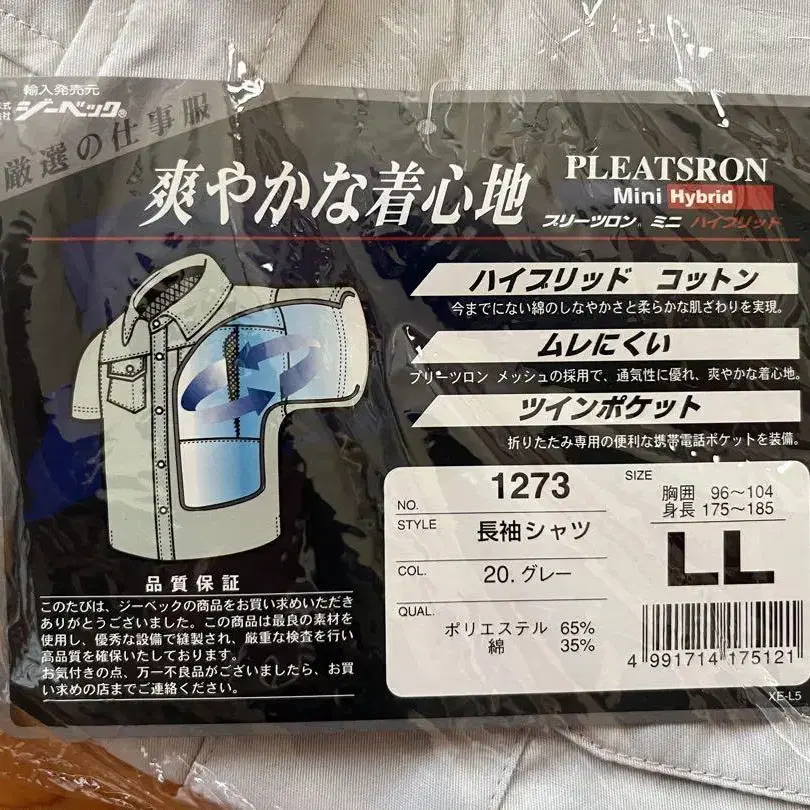 輸入発売元
式
社 ジーベック®
厳選の仕事服
爽やかな着心地
PLEATSRON
Mini Hybrid
プリーツロン® ミニ ハイブリッド
ハイブリッド コットン
今までにない綿のしなやかさと柔らかな肌ざわりを実現。
ムレにくい
プリーツロン メッシュの採用で、通気性に優れ、爽やかな着心地。
ツインポケット
折りたたみ専用の便利な携帯電話ポケットを装備。
品質保証
このたびは、ジーベックの商品をお買い求めいただき
ありがとうございました。この商品は最良の素材を
使用し、優秀な設備で縫製され、厳重な検査を行い
高品質を確保いたしております。
お気付きの点、万一不良品がございましたら、お買
い求めの店までご連絡ください。
NO. 1273
STYLE 長袖シャツ
COL. 20. グレー
QUAL. ポリエステル 65%
綿 35%
SIZE
胸囲 96～104
身長 175～185
LL
4 991714 175121
XE-L5